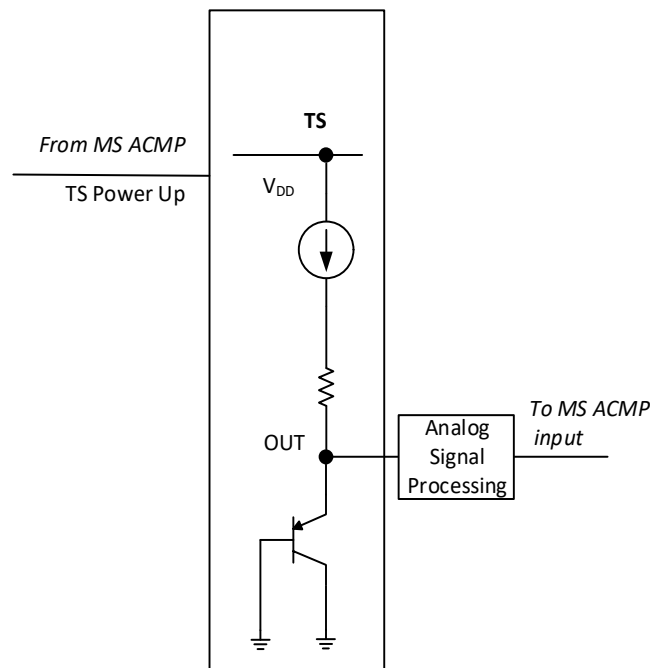 TS
From MS ACMP
TS Power Up
VDD
OUT
Analog
Signal
Processing
To MS ACMP
input